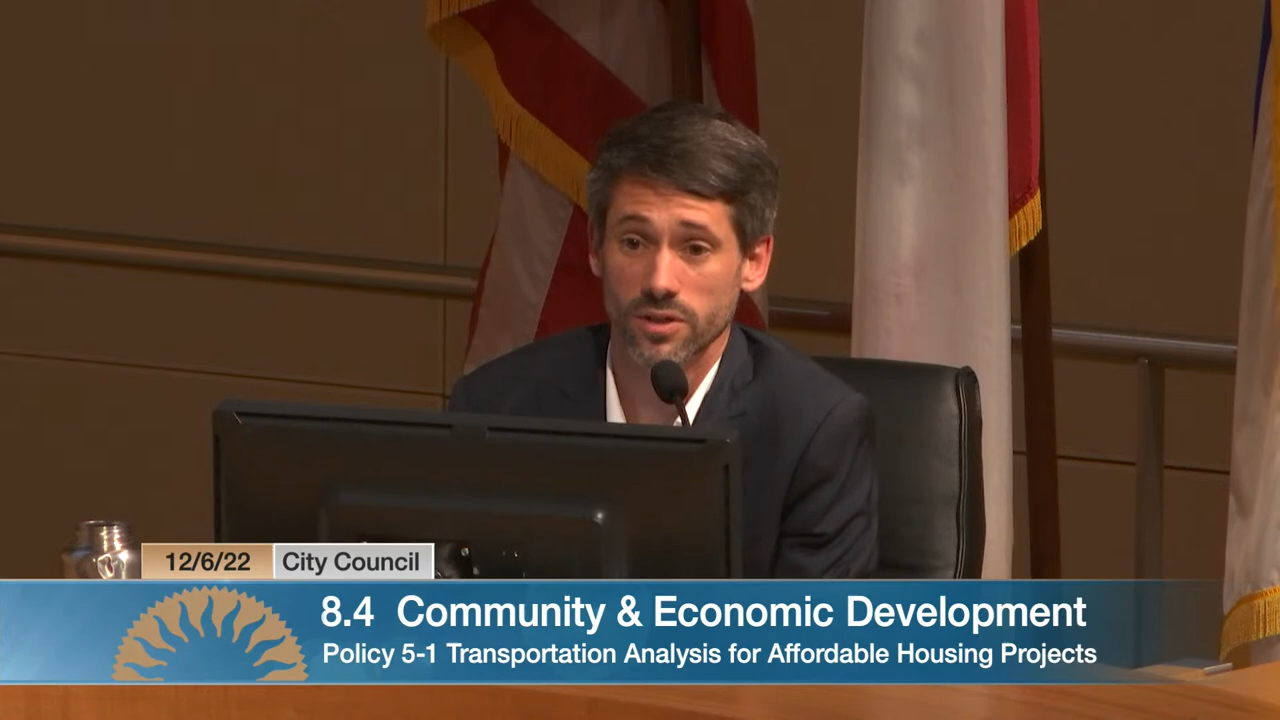 12/6/22 City Council
8.4 Community & Economic Development
Policy 5-1 Transportation Analysis for Affordable Housing Projects